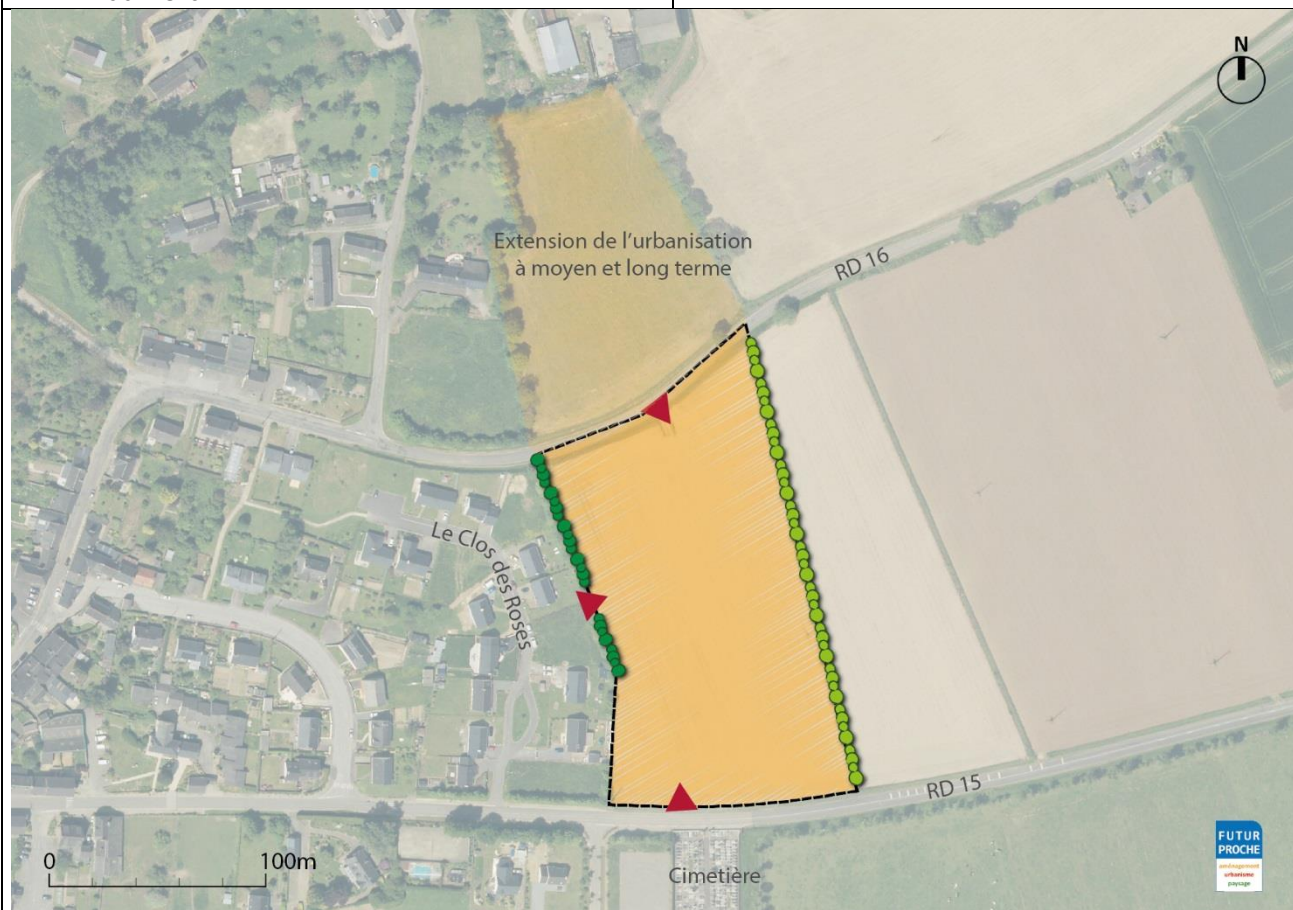 N
Extension de l'urbanisation
à moyen et long terme
RD 16
Le Clos des Roses
RD 15
0
100m
Cimetière
FUTUR
PROCHE
aménagement
urbanisme
paysage